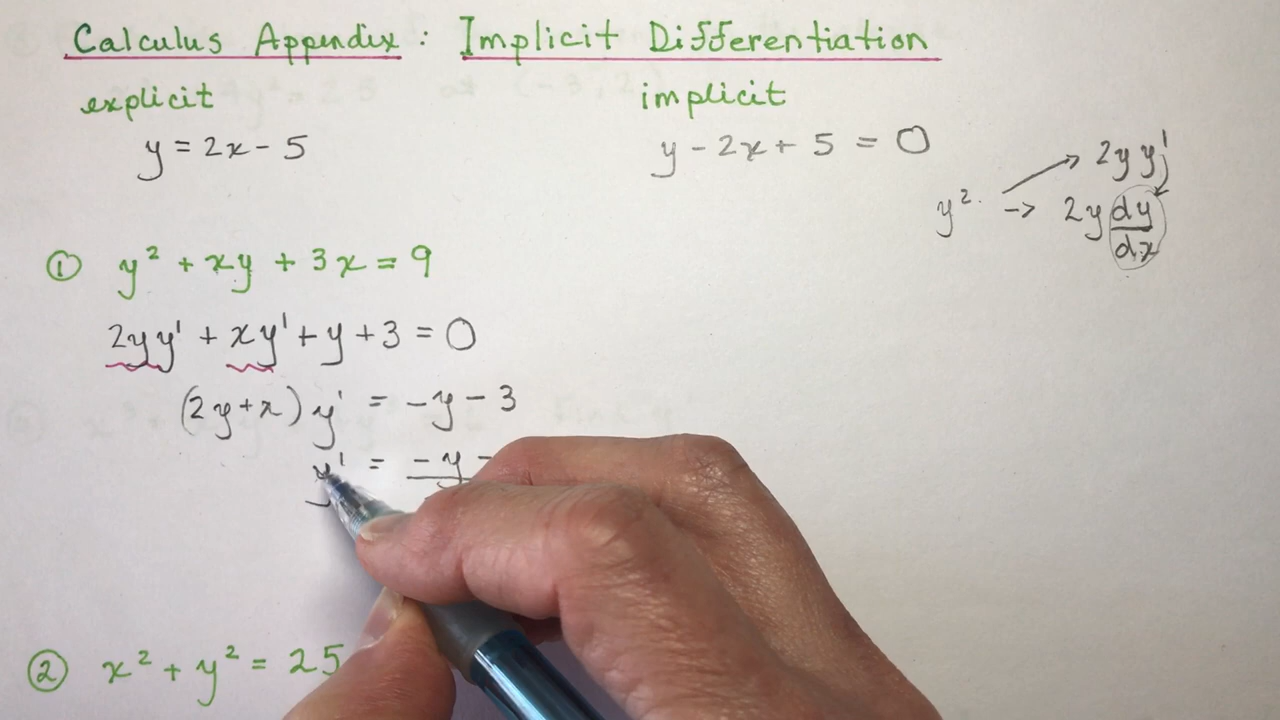 Calculus Appendix : Implicit Differentiation
explicit
implicit
y = 2x - 5
y - 2x + 5 = 0
y² → 2yy'
→ 2y dy/dx
① y² + xy + 3x = 9
2yy' + xy' + y + 3 = 0
(2y+x) y' = -y - 3
y' = -y -
② x² + y² = 25